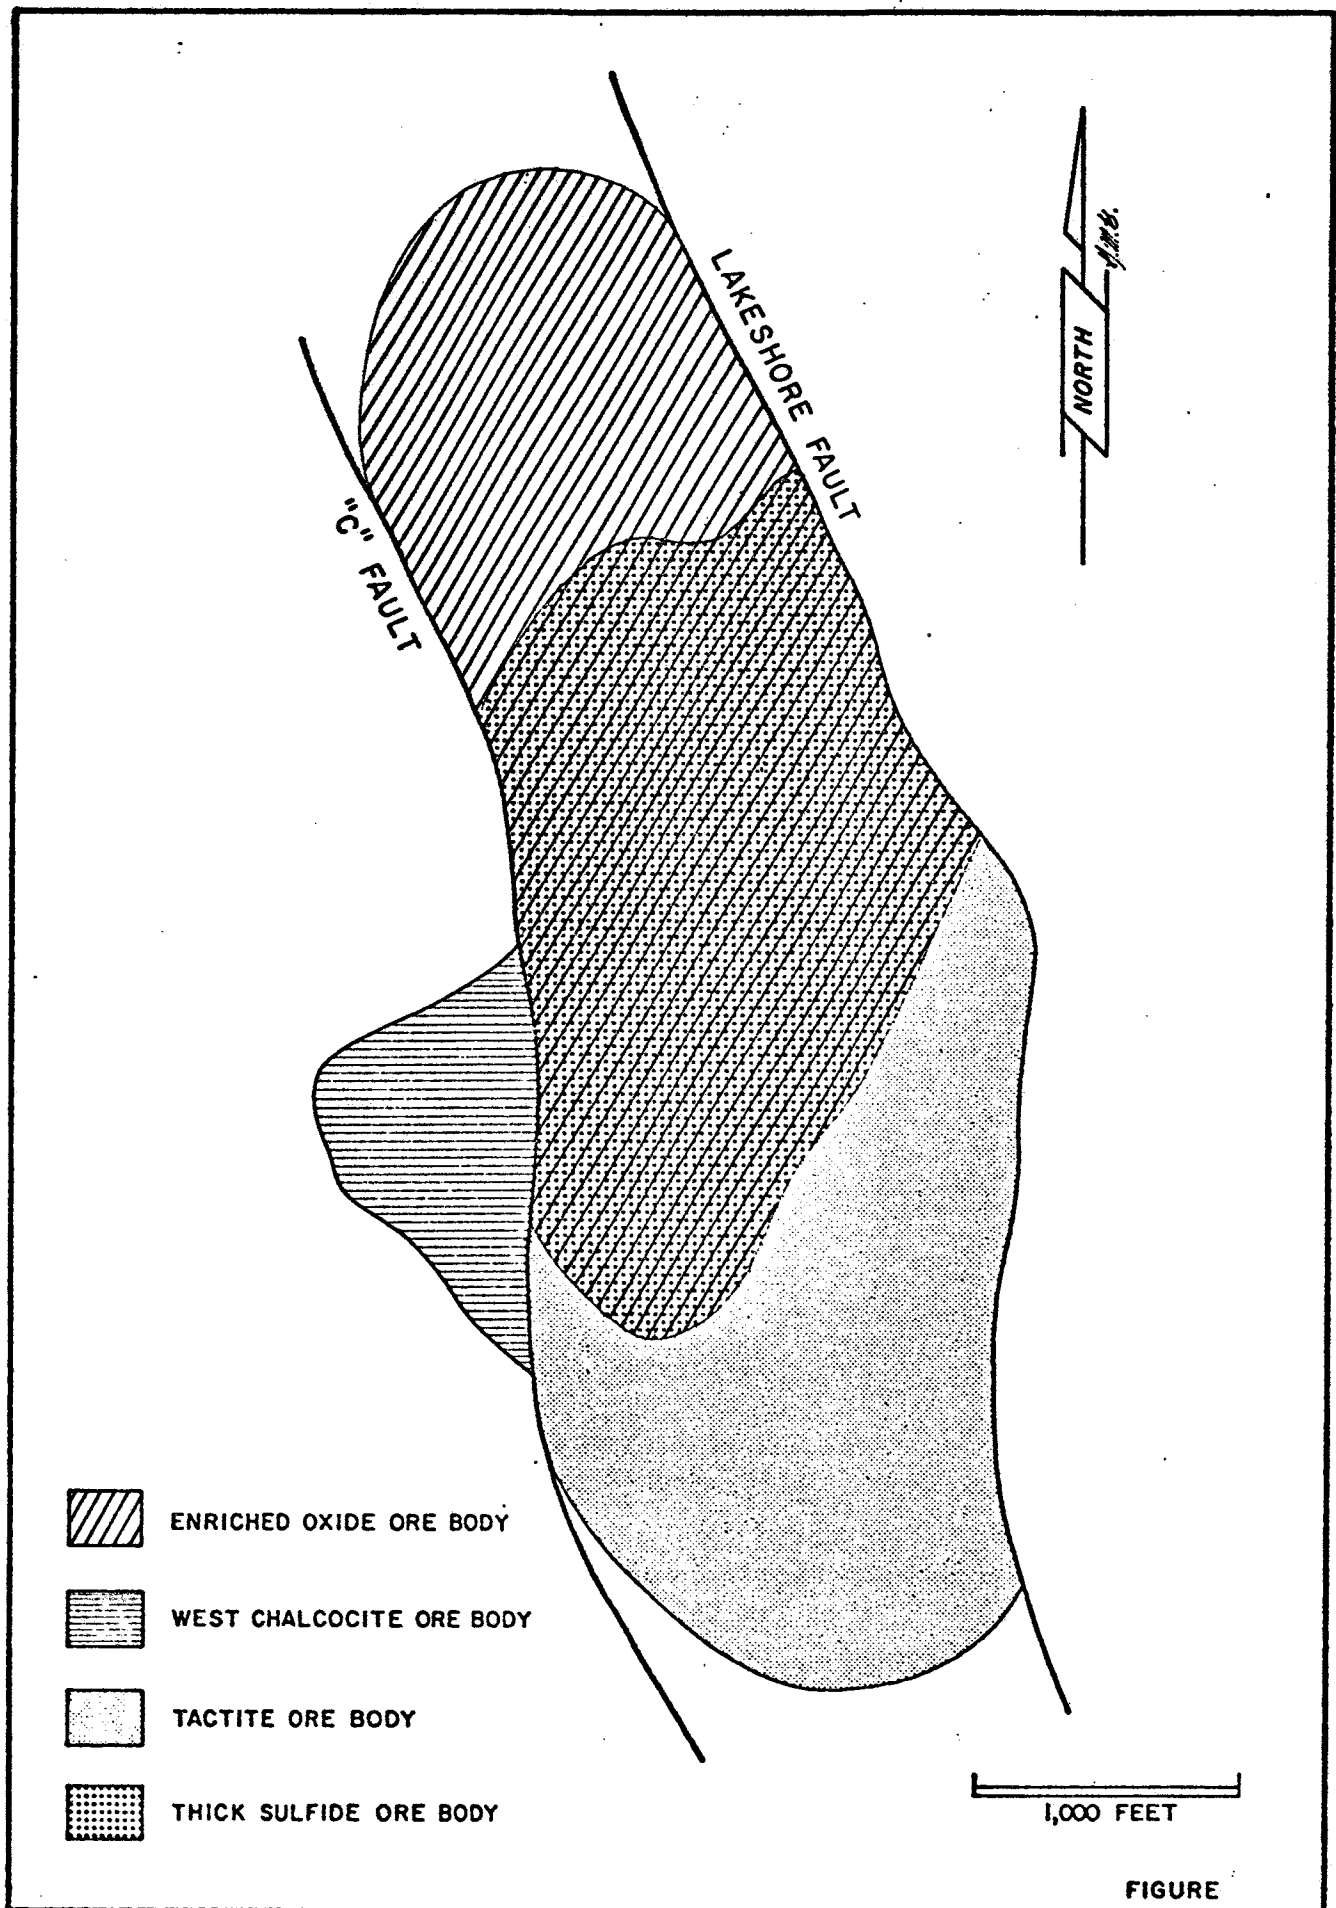 LAKESHORE FAULT
NORTH
"C" FAULT
ENRICHED OXIDE ORE BODY
WEST CHALCOCITE ORE BODY
TACTITE ORE BODY
THICK SULFIDE ORE BODY
1,000 FEET
FIGURE